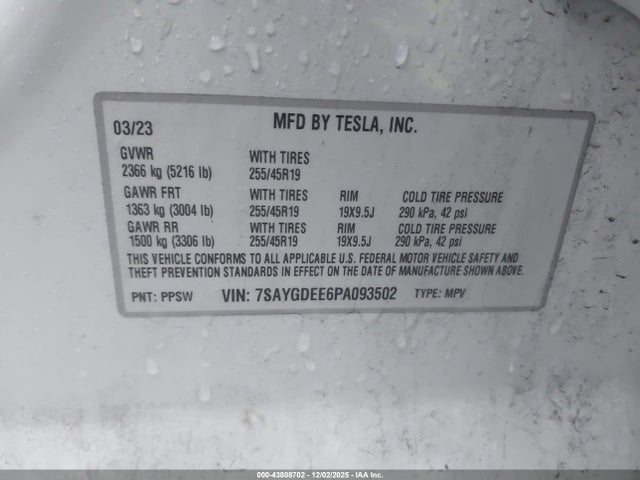 03/23 MFD BY TESLA, INC.
GVWR WITH TIRES
2366 kg (5216 lb) 255/45R19
GAWR FRT WITH TIRES RIM COLD TIRE PRESSURE
1363 kg (3004 lb) 255/45R19 19X9.5J 290 kPa, 42 psi
GAWR RR WITH TIRES RIM COLD TIRE PRESSURE
1500 kg (3306 lb) 255/45R19 19X9.5J 290 kPa, 42 psi
THIS VEHICLE CONFORMS TO ALL APPLICABLE U.S. FEDERAL MOTOR VEHICLE SAFETY AND
THEFT PREVENTION STANDARDS IN EFFECT ON THE DATE OF MANUFACTURE SHOWN ABOVE.
PNT: PPSW VIN: 7SAYGDEE6PA093502 TYPE: MPV
000-43808702 - 12/02/2025 - IAA Inc.